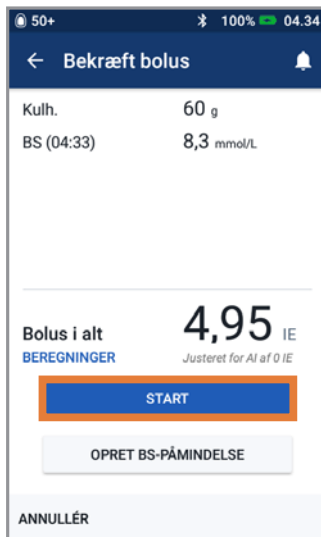 50+ 100% 04.34
← Bekræft bolus
Kulh. 60 g
BS (04:33) 8,3 mmol/L
Bolus i alt 4,95 IE
BEREGNINGER Justeret for AI af 0 IE
START
OPRET BS-PÅMINDELSE
ANNULLÉR